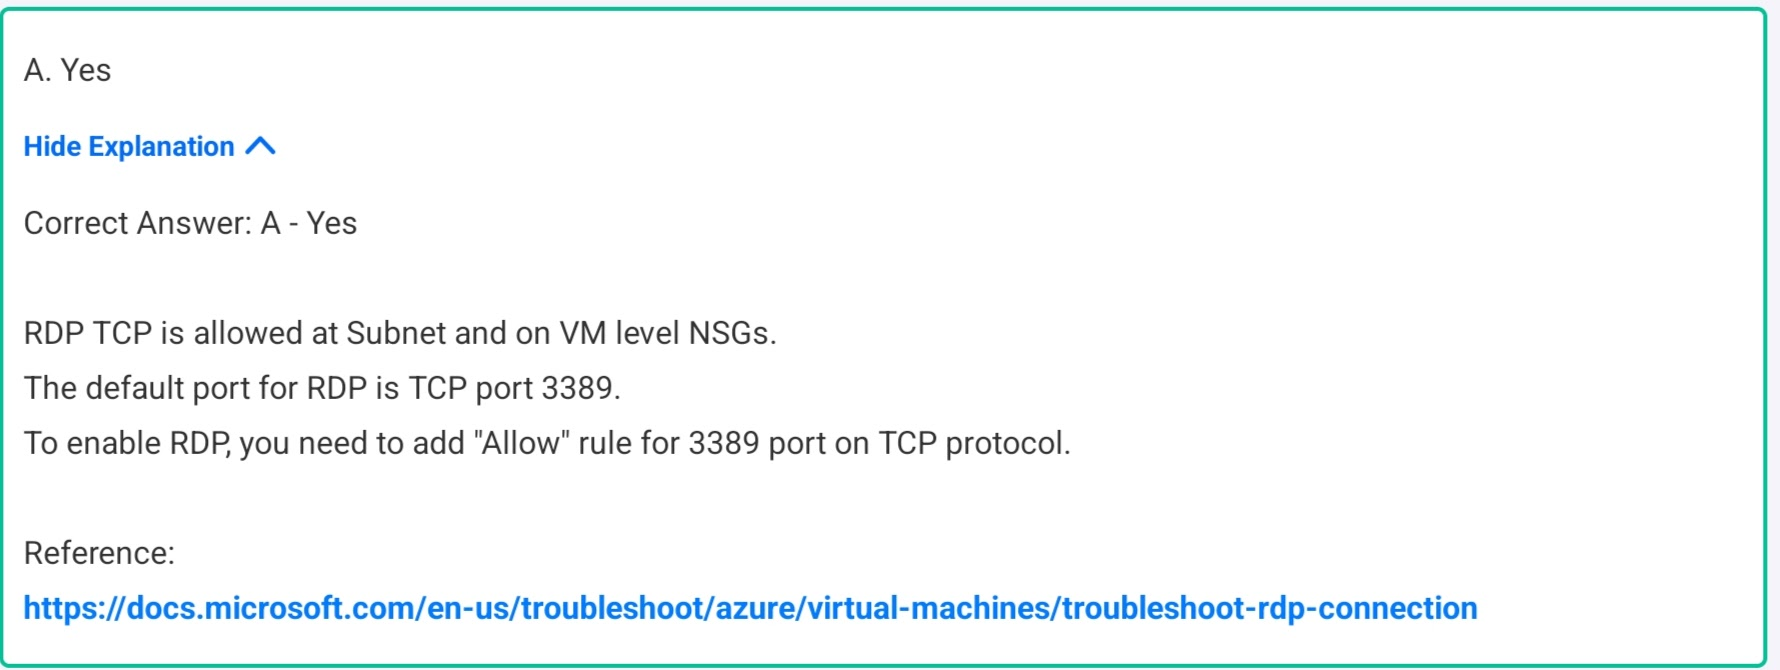 A. Yes
Hide Explanation
Correct Answer: A - Yes
RDP TCP is allowed at Subnet and on VM level NSGs.
The default port for RDP is TCP port 3389.
To enable RDP, you need to add "Allow" rule for 3389 port on TCP protocol.
Reference:
https://docs.microsoft.com/en-us/troubleshoot/azure/virtual-machines/troubleshoot-rdp-connection